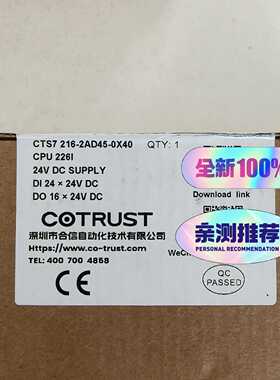 CTS7 216-2AD45-0X40 QTY: 1
CPU 226I
24V DC SUPPLY
DI 24 × 24V DC
DO 16 × 24V DC
全新100%
Download link
COTRUST
深圳市合信自动化技术有限公司
Https://www.co-trust.com
TEL: 400 700 4858
亲测推荐
PERSONAL RECOMMENDATION
CE
QC
PASSED